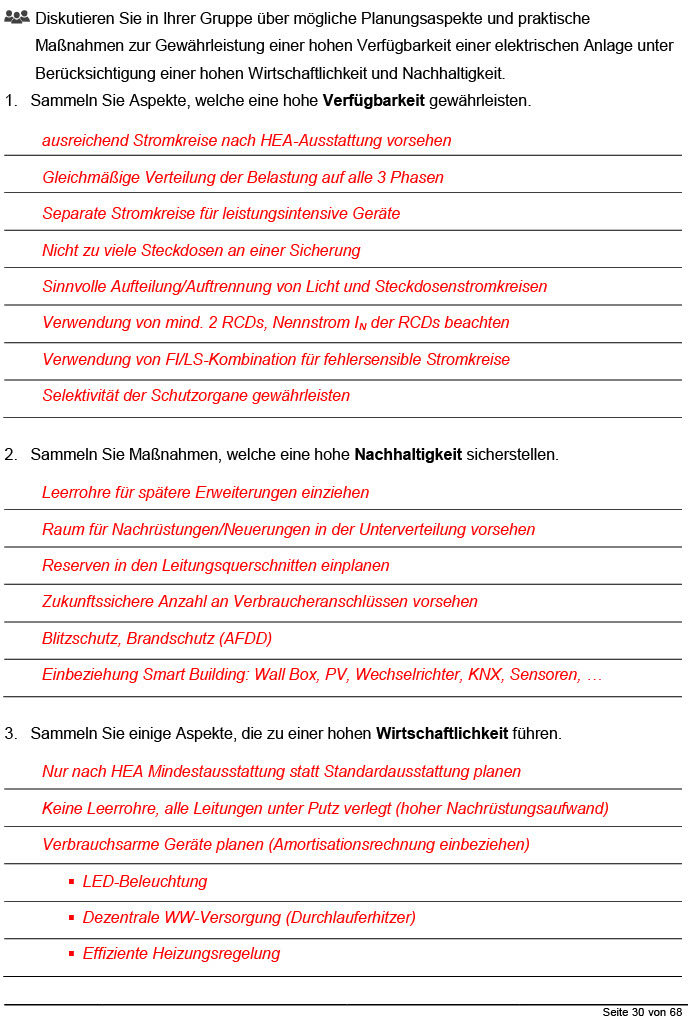 Diskutieren Sie in Ihrer Gruppe über mögliche Planungsaspekte und praktische
Maßnahmen zur Gewährleistung einer hohen Verfügbarkeit einer elektrischen Anlage unter
Berücksichtigung einer hohen Wirtschaftlichkeit und Nachhaltigkeit.
1. Sammeln Sie Aspekte, welche eine hohe Verfügbarkeit gewährleisten.
ausreichend Stromkreise nach HEA-Ausstattung vorsehen
Gleichmäßige Verteilung der Belastung auf alle 3 Phasen
Separate Stromkreise für leistungsintensive Geräte
Nicht zu viele Steckdosen an einer Sicherung
Sinnvolle Aufteilung/Auftrennung von Licht und Steckdosenstromkreisen
Verwendung von mind. 2 RCDs, Nennstrom IN der RCDs beachten
Verwendung von FI/LS-Kombination für fehlersensible Stromkreise
Selektivität der Schutzorgane gewährleisten
2. Sammeln Sie Maßnahmen, welche eine hohe Nachhaltigkeit sicherstellen.
Leerrohre für spätere Erweiterungen einziehen
Raum für Nachrüstungen/Neuerungen in der Unterverteilung vorsehen
Reserven in den Leitungsquerschnitten einplanen
Zukunftssichere Anzahl an Verbraucheranschlüssen vorsehen
Blitzschutz, Brandschutz (AFDD)
Einbeziehung Smart Building: Wall Box, PV, Wechselrichter, KNX, Sensoren, …
3. Sammeln Sie einige Aspekte, die zu einer hohen Wirtschaftlichkeit führen.
Nur nach HEA Mindestausstattung statt Standardausstattung planen
Keine Leerrohre, alle Leitungen unter Putz verlegt (hoher Nachrüstungsaufwand)
Verbrauchsarme Geräte planen (Amortisationsrechnung einbeziehen)
▪ LED-Beleuchtung
▪ Dezentrale WW-Versorgung (Durchlauferhitzer)
▪ Effiziente Heizungsregelung
Seite 30 von 68